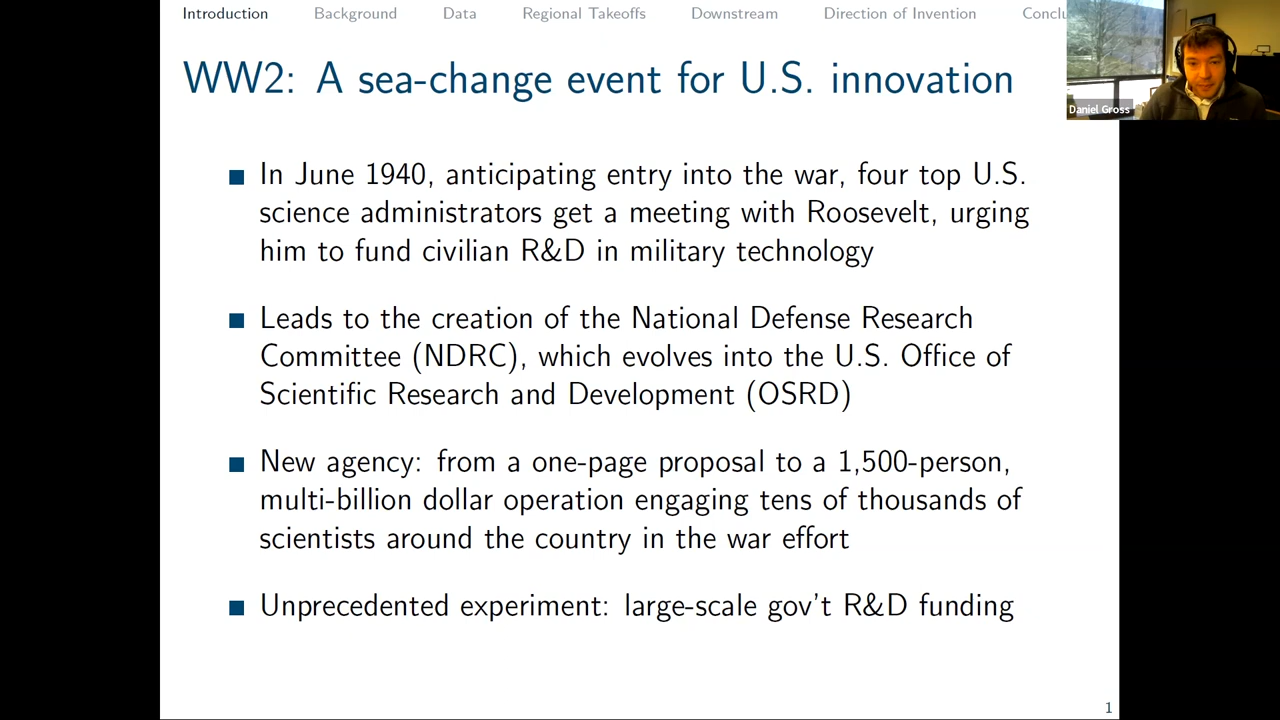 Introduction Background Data Regional Takeoffs Downstream Direction of Invention Conclu
WW2: A sea-change event for U.S. innovation
Daniel Gross
■ In June 1940, anticipating entry into the war, four top U.S.
science administrators get a meeting with Roosevelt, urging
him to fund civilian R&D in military technology
■ Leads to the creation of the National Defense Research
Committee (NDRC), which evolves into the U.S. Office of
Scientific Research and Development (OSRD)
■ New agency: from a one-page proposal to a 1,500-person,
multi-billion dollar operation engaging tens of thousands of
scientists around the country in the war effort
■ Unprecedented experiment: large-scale gov't R&D funding
1